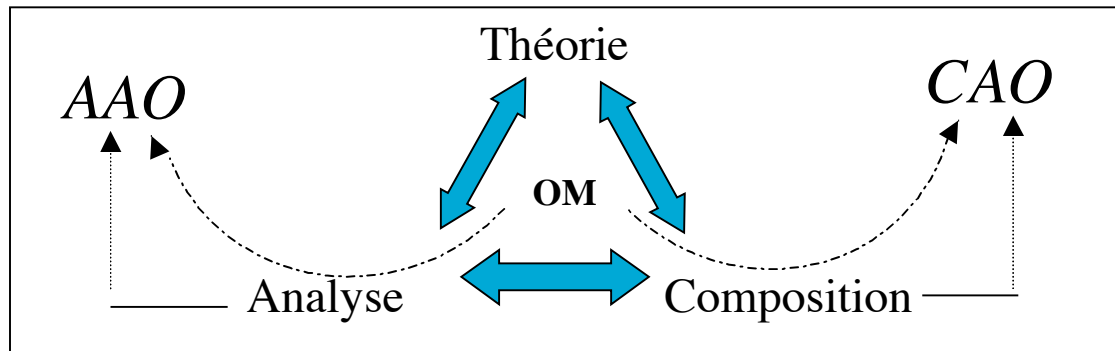 Théorie
AAO
CAO
OM
Analyse
Composition